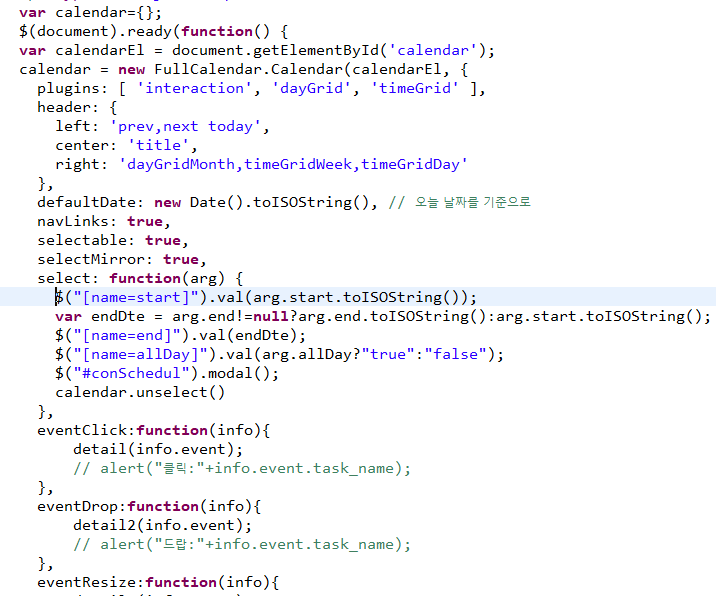 var calendar={};
$(document).ready(function() {
var calendarEl = document.getElementById('calendar');
calendar = new FullCalendar.Calendar(calendarEl, {
  plugins: [ 'interaction', 'dayGrid', 'timeGrid' ],
  header: {
    left: 'prev,next today',
    center: 'title',
    right: 'dayGridMonth,timeGridWeek,timeGridDay'
  },
  defaultDate: new Date().toISOString(), // 오늘 날짜를 기준으로
  navLinks: true,
  selectable: true,
  selectMirror: true,
  select: function(arg) {
    $("[name=start]").val(arg.start.toISOString());
    var endDte = arg.end!=null?arg.end.toISOString():arg.start.toISOString();
    $("[name=end]").val(endDte);
    $("[name=allDay]").val(arg.allDay?"true":"false");
    $("#conSchedul").modal();
    calendar.unselect()
  },
  eventClick:function(info){
      detail(info.event);
      // alert("클릭:"+info.event.task_name);
  },
  eventDrop:function(info){
      detail2(info.event);
      // alert("드랍:"+info.event.task_name);
  },
  eventResize:function(info){